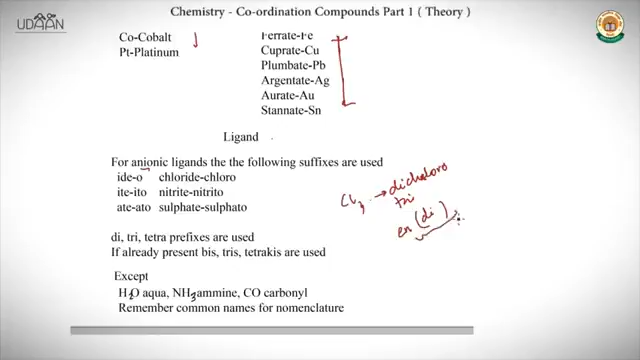 UDAAN
Chemistry - Co-ordination Compounds Part 1 ( Theory )
Co-Cobalt
Pt-Platinum
Ferrate-Fe
Cuprate-Cu
Plumbate-Pb
Argentate-Ag
Aurate-Au
Stannate-Sn
Ligand
For anionic ligands the the following suffixes are used
ide-o chloride-chloro
ite-ito nitrite-nitrito
ate-ato sulphate-sulphato
Cl3 → dichloro
tri
en (di)
di, tri, tetra prefixes are used
If already present bis, tris, tetrakis are used
Except
H2O aqua, NH3 ammine, CO carbonyl
Remember common names for nomenclature